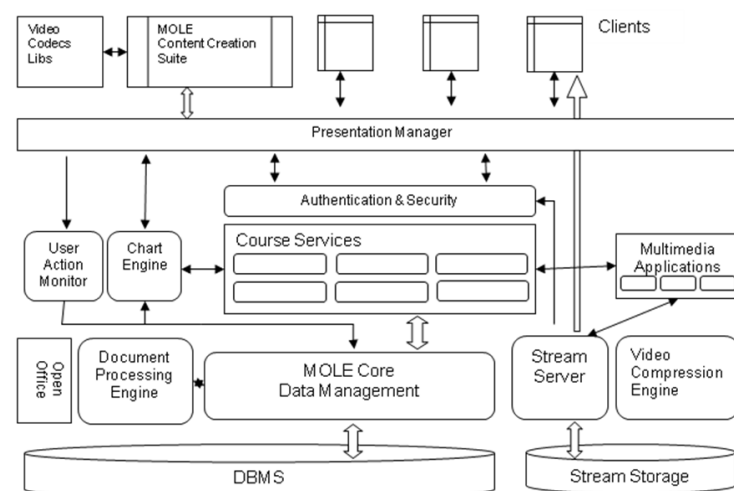 Video
Codecs
Libs
MOLE
Content Creation
Suite
Clients
Presentation Manager
Authentication & Security
User
Action
Monitor
Chart
Engine
Course Services
Multimedia
Applications
Open
Office
Document
Processing
Engine
MOLE Core
Data Management
Stream
Server
Video
Compression
Engine
DBMS
Stream Storage